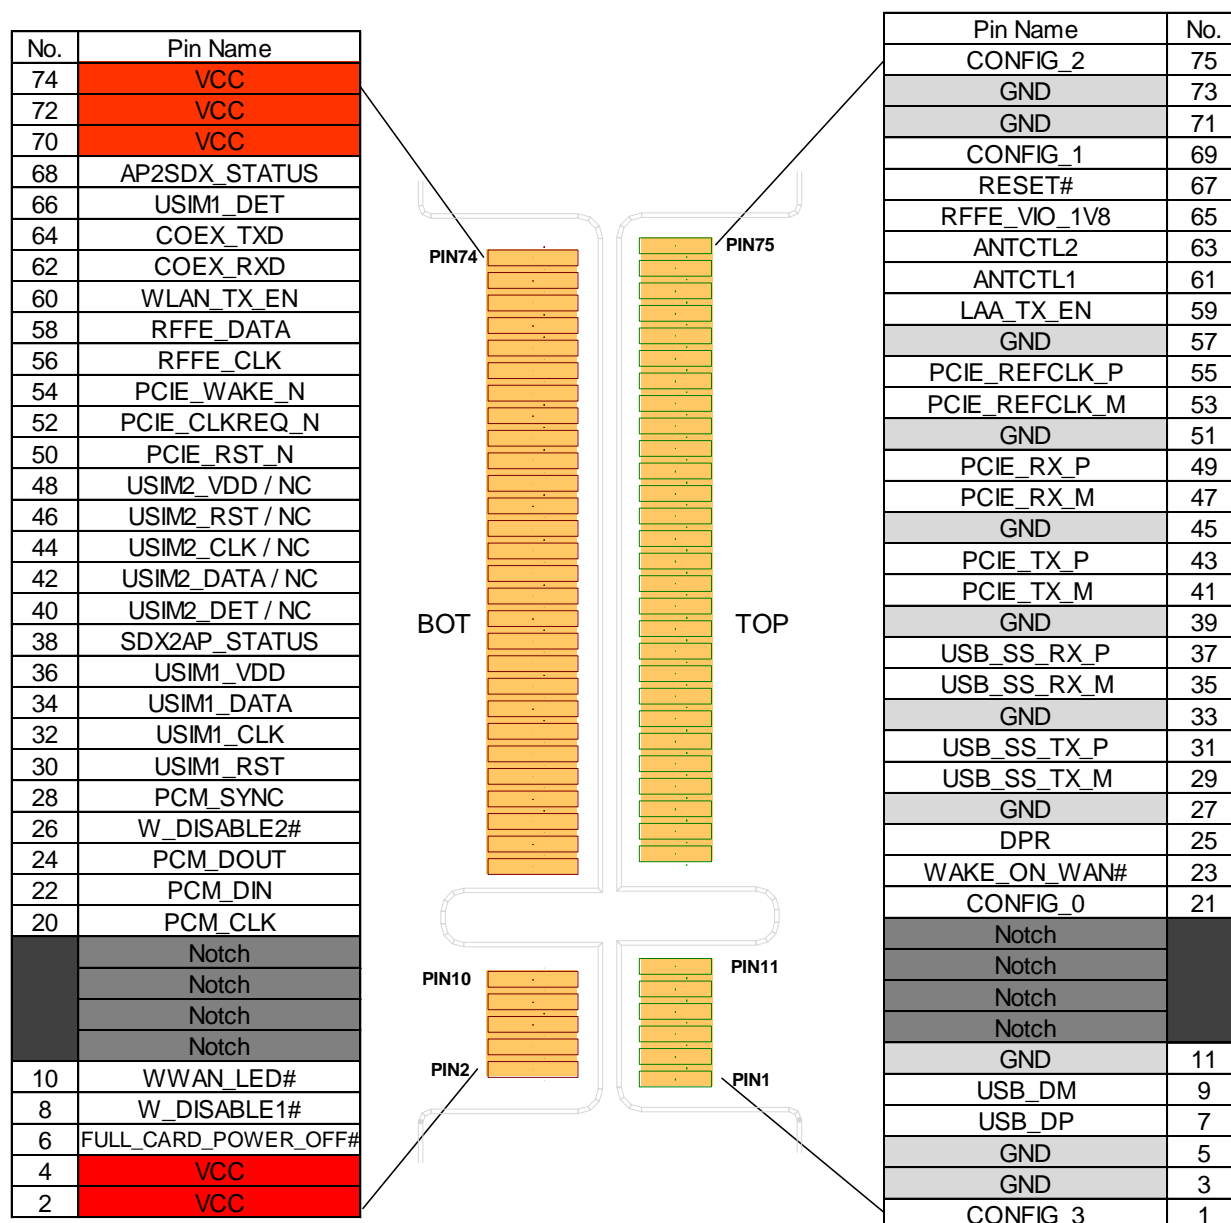 No. Pin Name
74 VCC
72 VCC
70 VCC
68 AP2SDX_STATUS
66 USIM1_DET
64 COEX_TXD
62 COEX_RXD
60 WLAN_TX_EN
58 RFFE_DATA
56 RFFE_CLK
54 PCIE_WAKE_N
52 PCIE_CLKREQ_N
50 PCIE_RST_N
48 USIM2_VDD / NC
46 USIM2_RST / NC
44 USIM2_CLK / NC
42 USIM2_DATA / NC
40 USIM2_DET / NC
38 SDX2AP_STATUS
36 USIM1_VDD
34 USIM1_DATA
32 USIM1_CLK
30 USIM1_RST
28 PCM_SYNC
26 W_DISABLE2#
24 PCM_DOUT
22 PCM_DIN
20 PCM_CLK
Notch
Notch
Notch
Notch
10 WWAN_LED#
8 W_DISABLE1#
6 FULL_CARD_POWER_OFF#
4 VCC
2 VCC
PIN74
BOT
PIN10
PIN2
PIN75
TOP
PIN11
PIN1
Pin Name No.
CONFIG_2 75
GND 73
GND 71
CONFIG_1 69
RESET# 67
RFFE_VIO_1V8 65
ANTCTL2 63
ANTCTL1 61
LAA_TX_EN 59
GND 57
PCIE_REFCLK_P 55
PCIE_REFCLK_M 53
GND 51
PCIE_RX_P 49
PCIE_RX_M 47
GND 45
PCIE_TX_P 43
PCIE_TX_M 41
GND 39
USB_SS_RX_P 37
USB_SS_RX_M 35
GND 33
USB_SS_TX_P 31
USB_SS_TX_M 29
GND 27
DPR 25
WAKE_ON_WAN# 23
CONFIG_0 21
Notch
Notch
Notch
Notch
GND 11
USB_DM 9
USB_DP 7
GND 5
GND 3
CONFIG_3 1